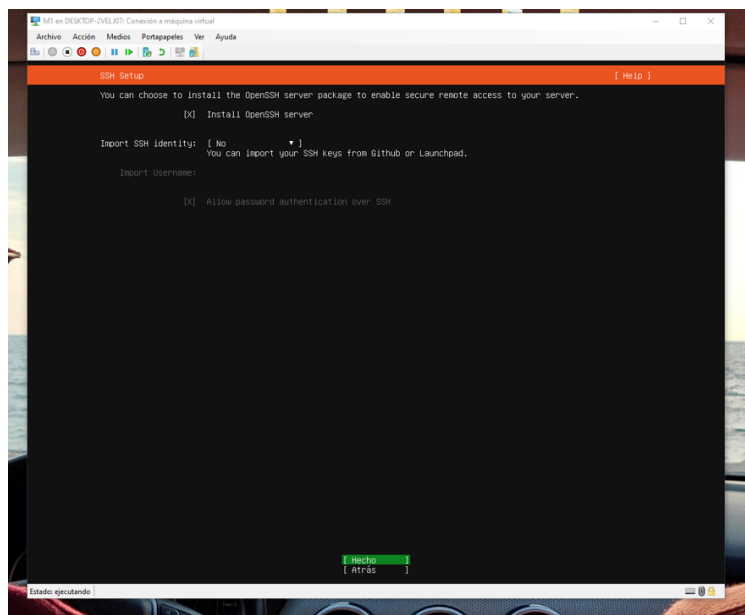 M1 en DESKTOP-2VELJ07: Conexión a máquina virtual
Archivo Acción Medios Portapapeles Ver Ayuda
SSH Setup [ Help ]
You can choose to install the OpenSSH server package to enable secure remote access to your server.
[X] Install OpenSSH server
Import SSH identity: [ No ▾ ]
You can import your SSH keys from Github or Launchpad.
Import Username:
[X] Allow password authentication over SSH
[ Hecho ]
[ Atrás ]
Estado: ejecutando